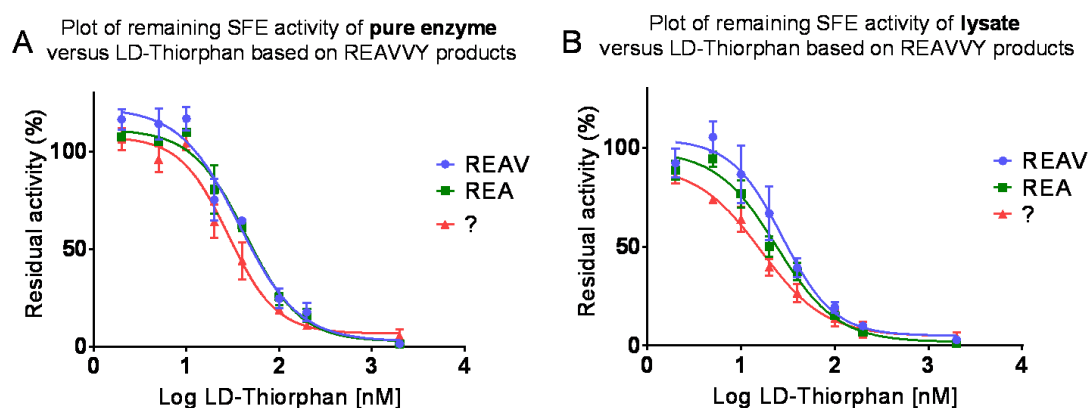 A
Plot of remaining SFE activity of pure enzyme
versus LD-Thiorphan based on REAVVY products
Residual activity (%)
100
50
0
0
1
2
3
4
Log LD-Thiorphan [nM]
REAV
REA
?
B
Plot of remaining SFE activity of lysate
versus LD-Thiorphan based on REAVVY products
Residual activity (%)
100
50
0
0
1
2
3
4
Log LD-Thiorphan [nM]
REAV
REA
?